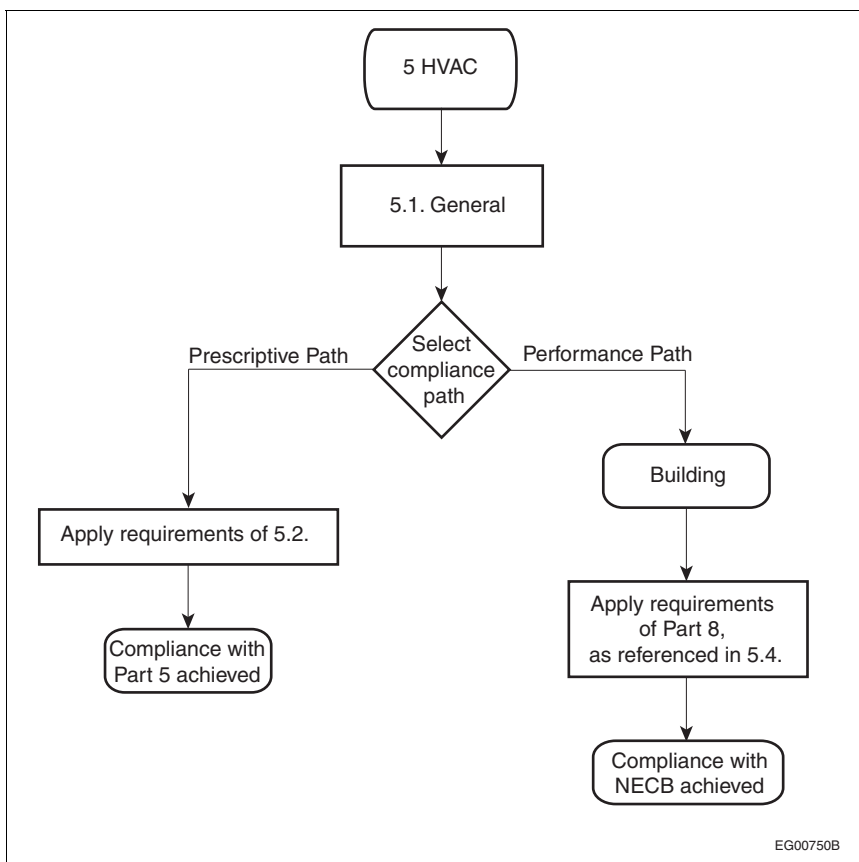 5 HVAC
5.1. General
Select
compliance
path
Prescriptive Path
Performance Path
Building
Apply requirements of 5.2.
Apply requirements
of Part 8,
as referenced in 5.4.
Compliance with
Part 5 achieved
Compliance with
NECB achieved
EG00750B